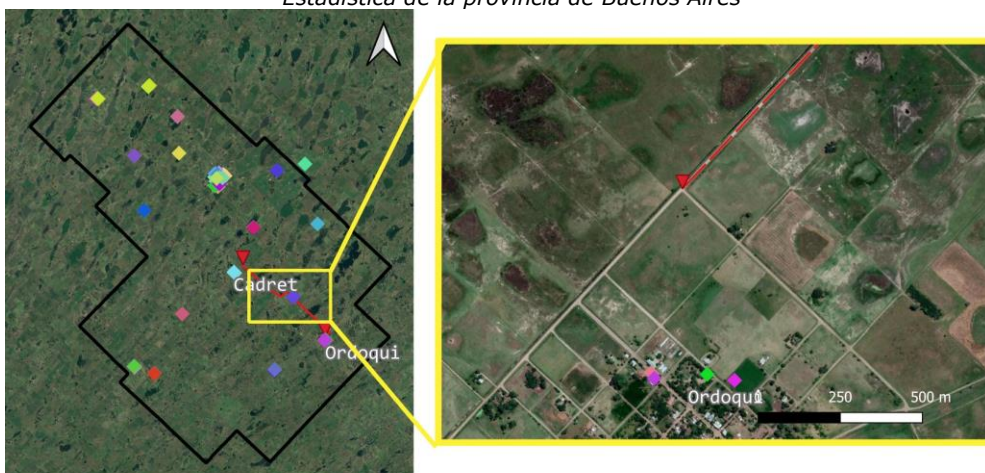 Estadística de la provincia de Buenos Aires
Cadret
Ordoqui
Ordoqui
250
500 m